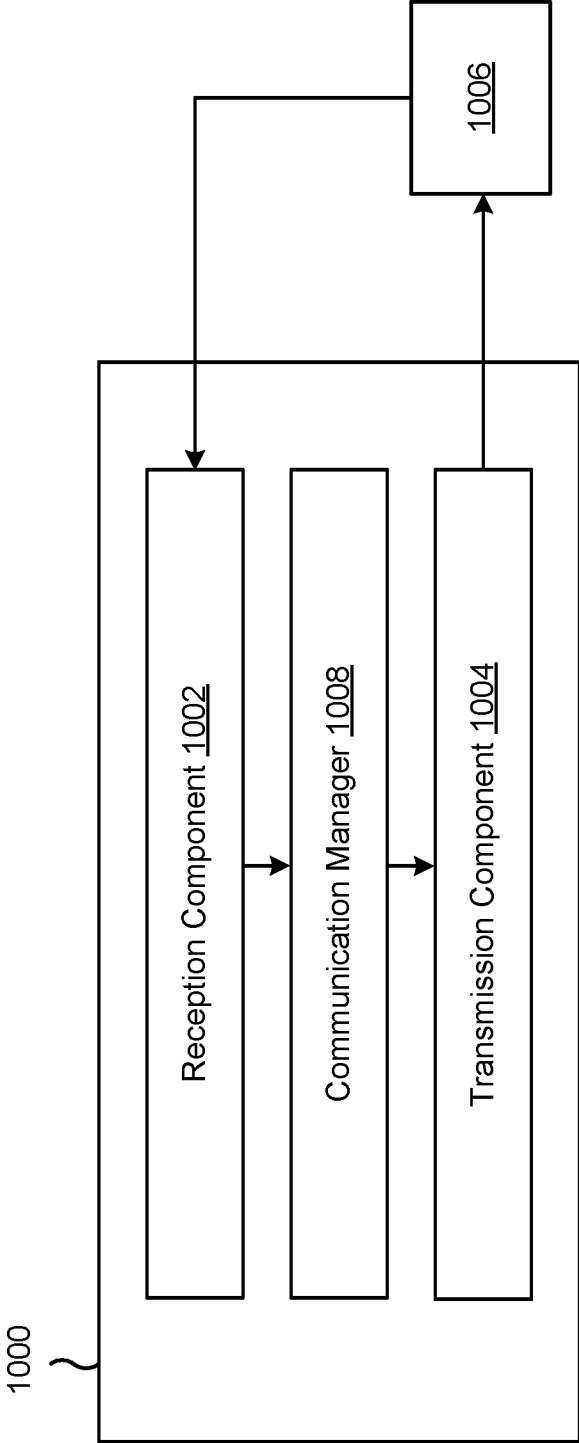 1000
Reception Component 1002
Communication Manager 1008
Transmission Component 1004
1006